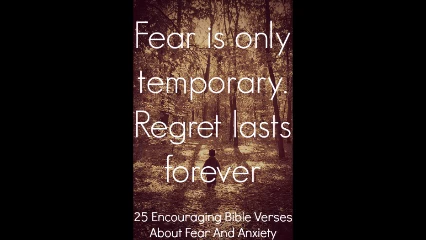 Fear is only
temporary.
Regret lasts
forever
25 Encouraging Bible Verses
About Fear And Anxiety